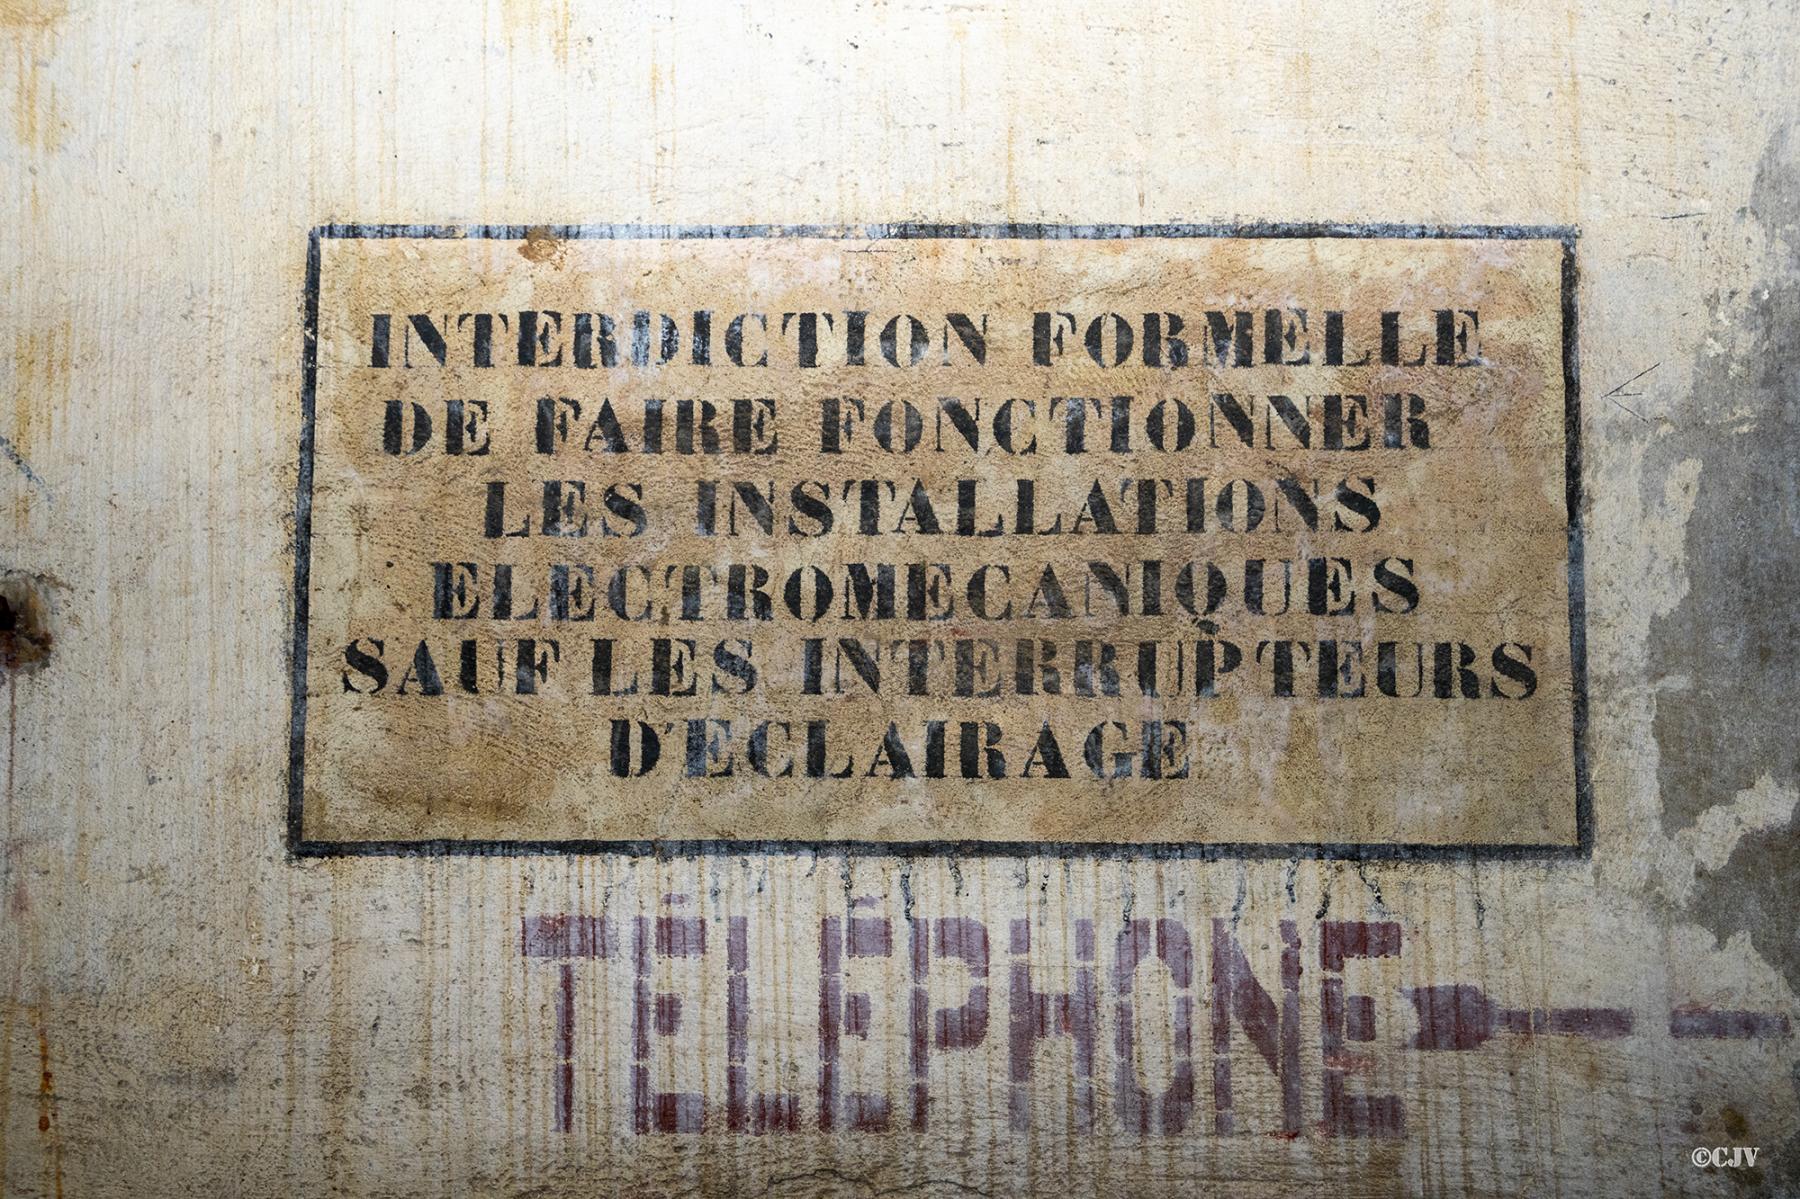 INTERDICTION FORMELLE
DE FAIRE FONCTIONNER
LES INSTALLATIONS
ELECTROMECANIQUES
SAUF LES INTERRUPTEURS
D'ECLAIRAGE
TÉLÉPHONE
©CJV